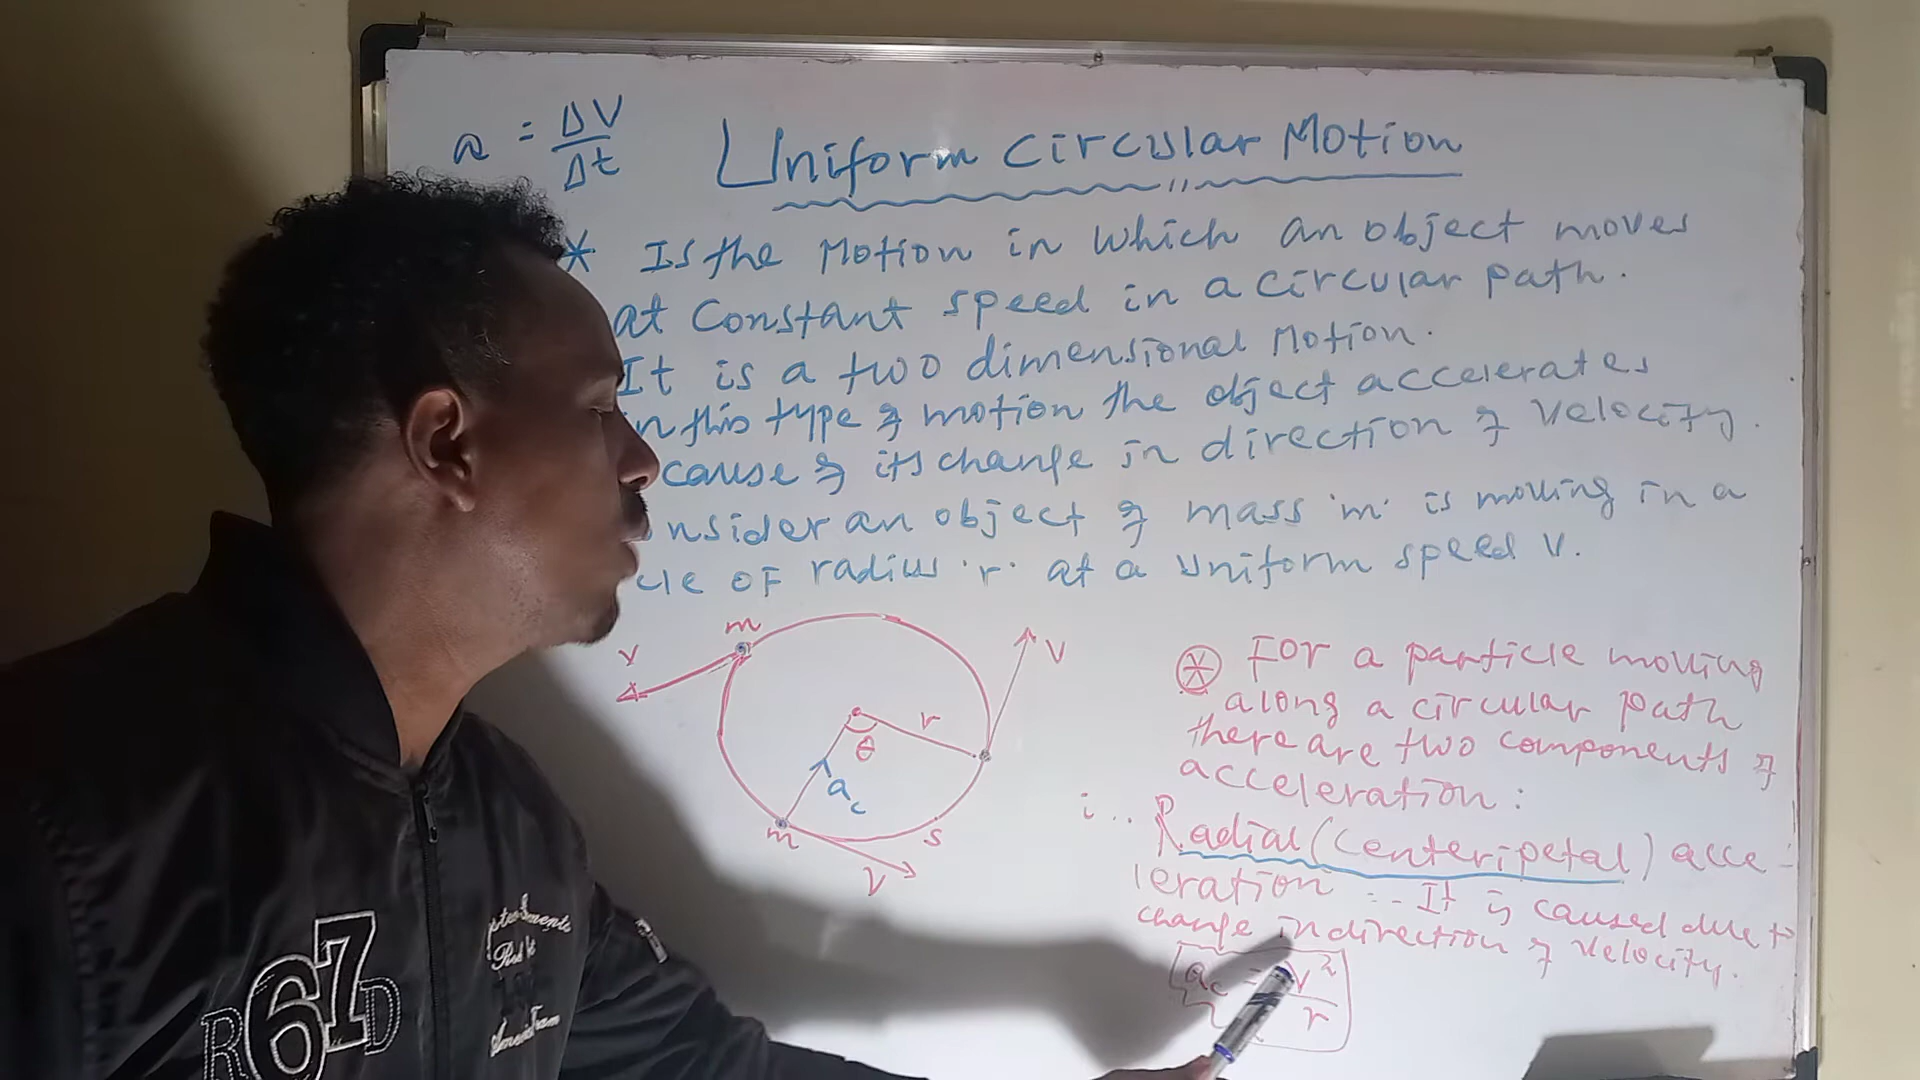 a = ΔV/Δt
Uniform circular Motion
* Is the Motion in which an object moves
at constant speed in a circular path.
It is a two dimensional Motion.
in this type of motion the object accelerates
cause of its change in direction of velocity.
nsider an object of mass 'm' is moving in a
cle OF radius 'r' at a uniform speed V.
m
V
V
r
θ
ac
m
s
V
* For a particle moving
along a circular path
there are two components of
acceleration:
i... Radial (centeripetal) acce-
leration :- It is caused due to
change in direction of velocity.
ac = v²/r
R 67 D